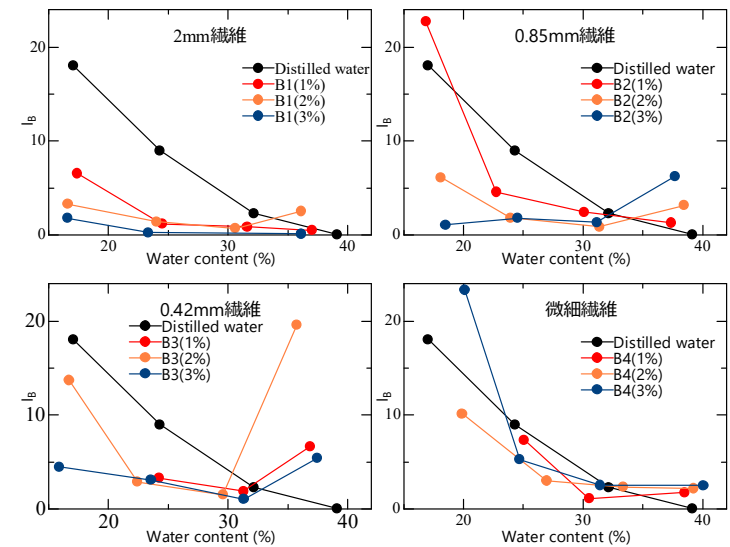 2mm繊維
Distilled water
B1(1%)
B1(2%)
B1(3%)
20
10
0
I_B
20
30
40
Water content (%)
0.85mm繊維
Distilled water
B2(1%)
B2(2%)
B2(3%)
20
10
0
I_B
20
30
40
Water content (%)
0.42mm繊維
Distilled water
B3(1%)
B3(2%)
B3(3%)
20
10
0
I_B
20
30
40
Water content (%)
微細繊維
Distilled water
B4(1%)
B4(2%)
B4(3%)
20
10
0
I_B
20
30
40
Water content (%)